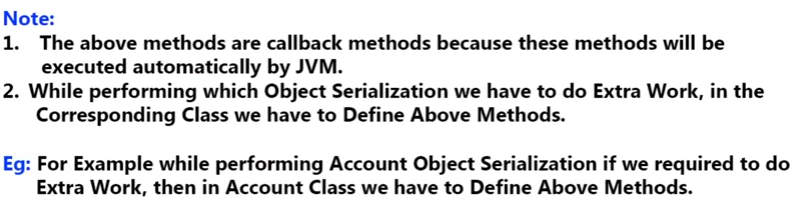 Note:
1. The above methods are callback methods because these methods will be
executed automatically by JVM.
2. While performing which Object Serialization we have to do Extra Work, in the
Corresponding Class we have to Define Above Methods.
Eg: For Example while performing Account Object Serialization if we required to do
Extra Work, then in Account Class we have to Define Above Methods.